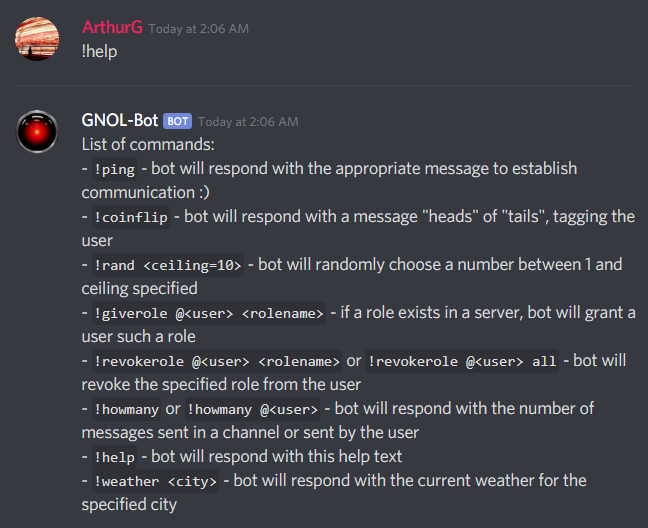 ArthurG Today at 2:06 AM
!help
GNOL-Bot BOT Today at 2:06 AM
List of commands:
- !ping - bot will respond with the appropriate message to establish
communication :)
- !coinflip - bot will respond with a message "heads" of "tails", tagging the
user
- !rand <ceiling=10> - bot will randomly choose a number between 1 and
ceiling specified
- !giverole @<user> <rolename> - if a role exists in a server, bot will grant a
user such a role
- !revokerole @<user> <rolename> or !revokerole @<user> all - bot will
revoke the specified role from the user
- !howmany or !howmany @<user> - bot will respond with the number of
messages sent in a channel or sent by the user
- !help - bot will respond with this help text
- !weather <city> - bot will respond with the current weather for the
specified city